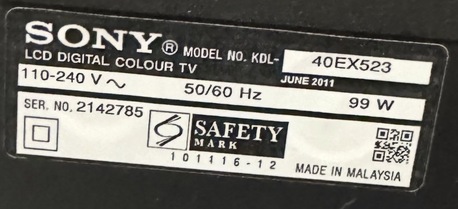 SONY® MODEL NO. KDL- 40EX523
LCD DIGITAL COLOUR TV JUNE 2011
110-240 V ~ 50/60 Hz 99 W
SER. NO. 2142785
SAFETY
MARK
101116-12
MADE IN MALAYSIA